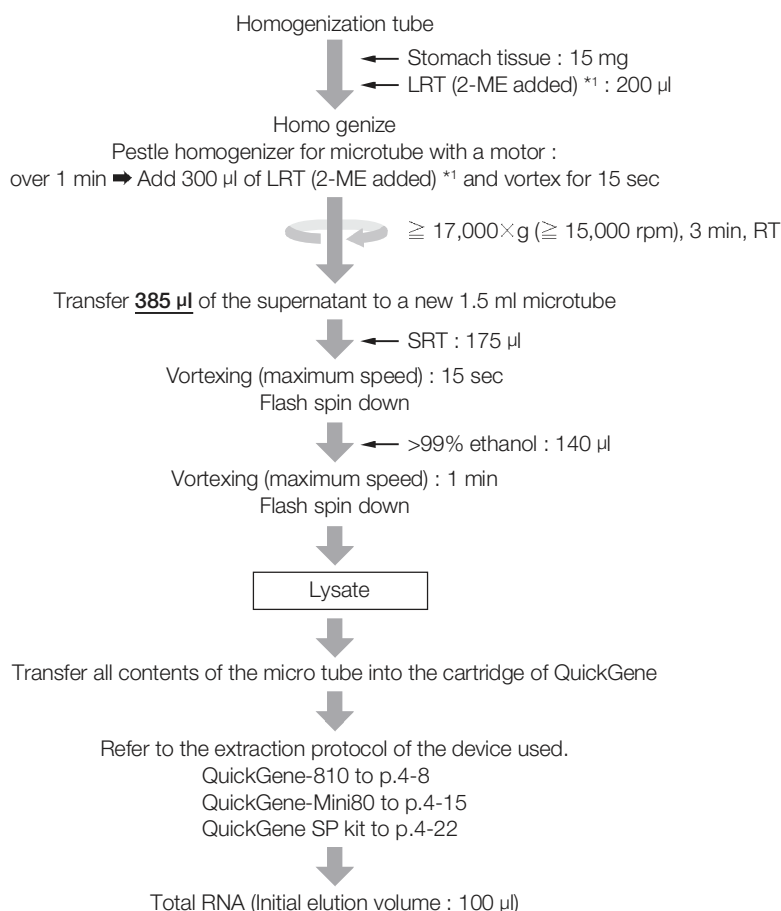 Homogenization tube
Stomach tissue : 15 mg
LRT (2-ME added) *1 : 200 µl
Homo genize
Pestle homogenizer for microtube with a motor :
over 1 min ➡ Add 300 µl of LRT (2-ME added) *1 and vortex for 15 sec
≧ 17,000×g (≧ 15,000 rpm), 3 min, RT
Transfer 385 µl of the supernatant to a new 1.5 ml microtube
SRT : 175 µl
Vortexing (maximum speed) : 15 sec
Flash spin down
>99% ethanol : 140 µl
Vortexing (maximum speed) : 1 min
Flash spin down
Lysate
Transfer all contents of the micro tube into the cartridge of QuickGene
Refer to the extraction protocol of the device used.
QuickGene-810 to p.4-8
QuickGene-Mini80 to p.4-15
QuickGene SP kit to p.4-22
Total RNA (Initial elution volume : 100 µl)